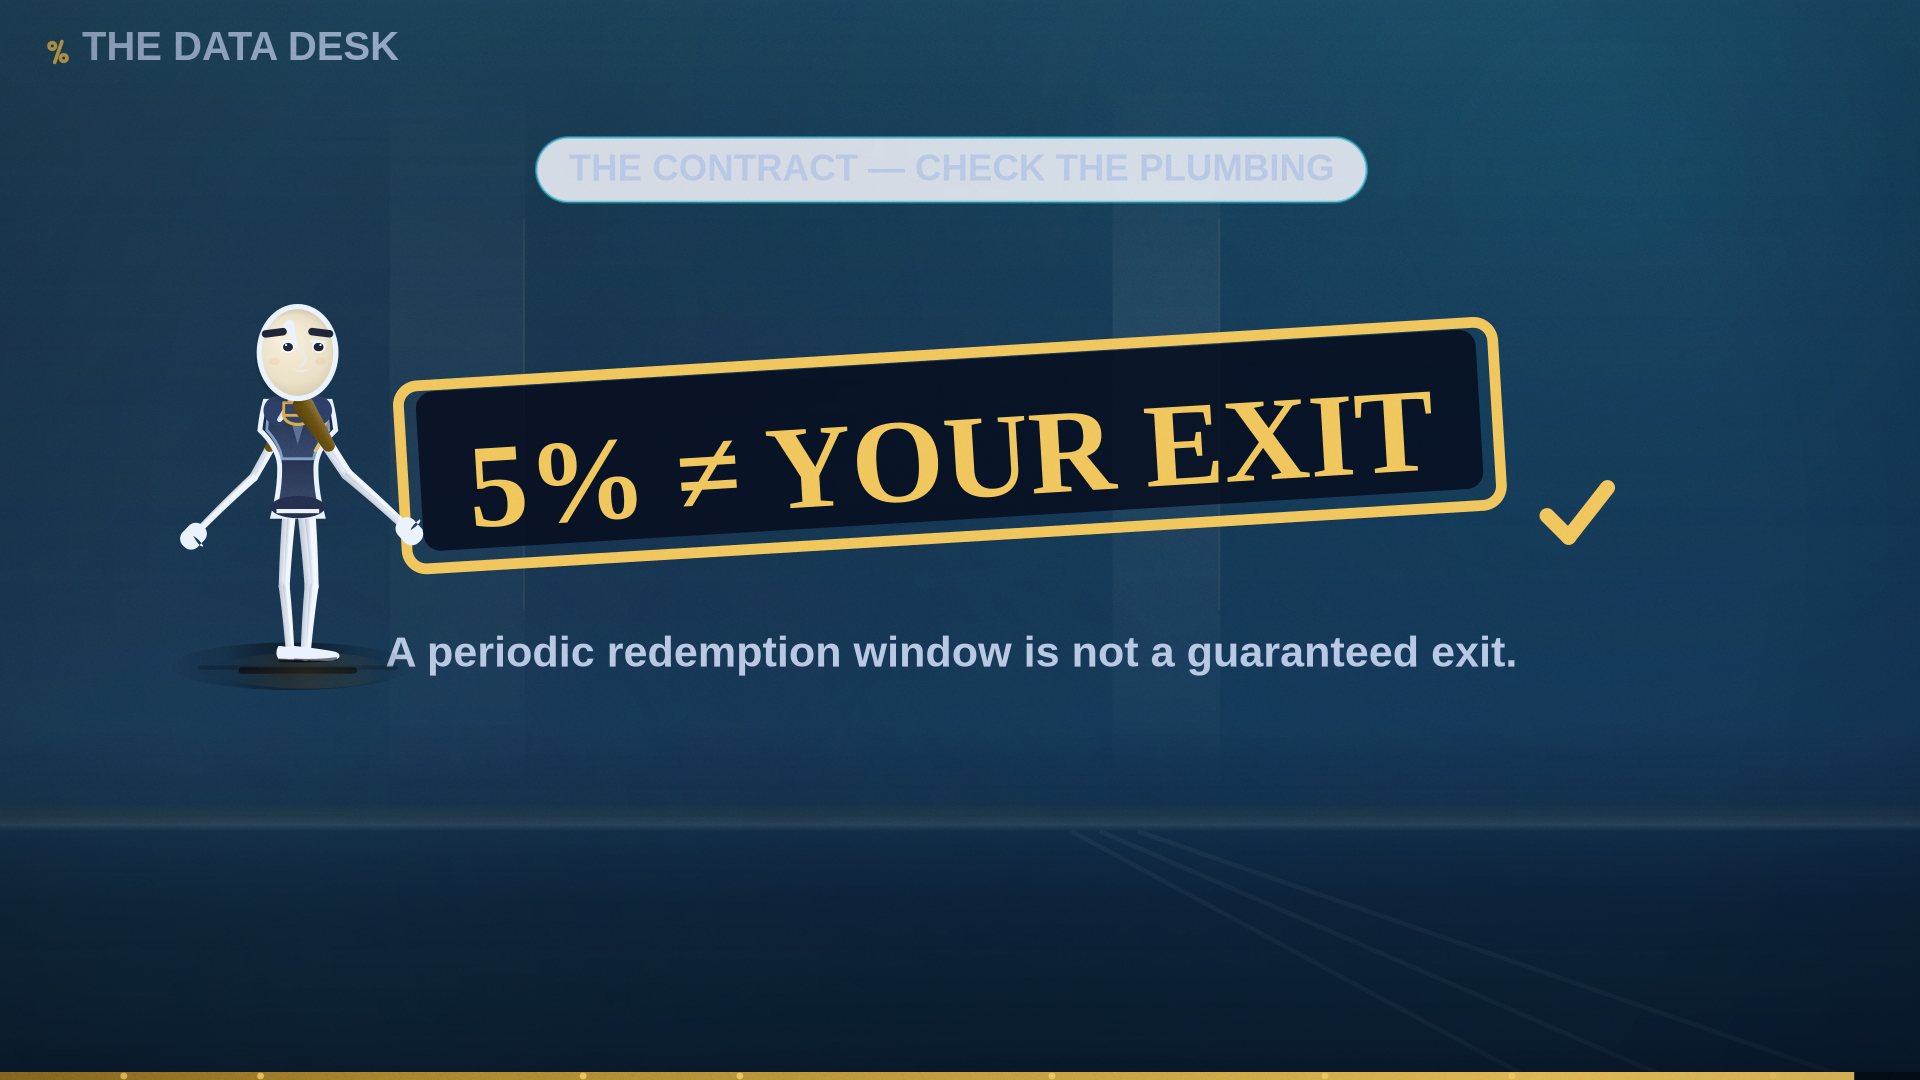 % THE DATA DESK
THE CONTRACT — CHECK THE PLUMBING
5% ≠ YOUR EXIT
A periodic redemption window is not a guaranteed exit.